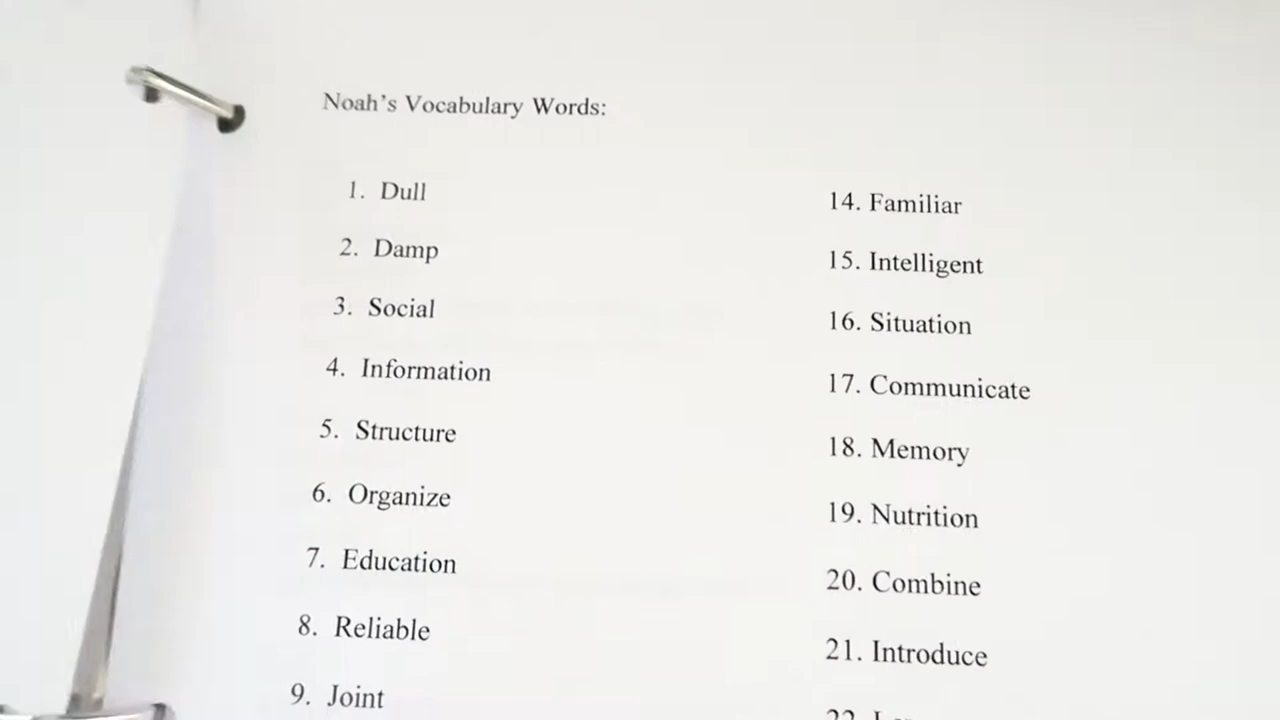 Noah's Vocabulary Words:
1. Dull
2. Damp
3. Social
4. Information
5. Structure
6. Organize
7. Education
8. Reliable
9. Joint
14. Familiar
15. Intelligent
16. Situation
17. Communicate
18. Memory
19. Nutrition
20. Combine
21. Introduce